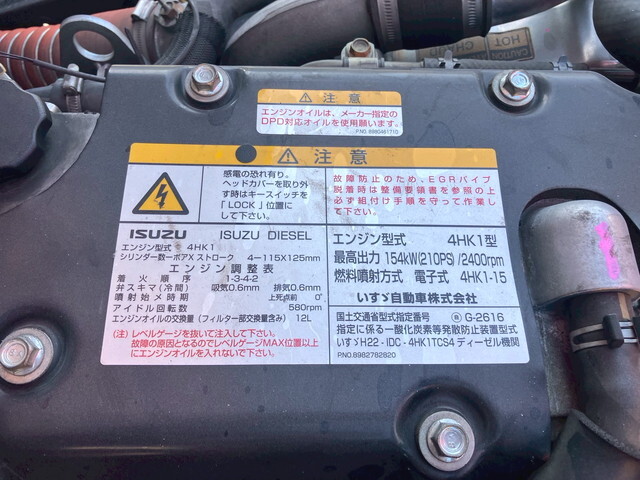 CAUTION
HOT
⚠ 注意
エンジンオイルは、メーカー指定の
DPD対応オイルを使用願います。
P.NO. 8980461770
⚠ 注意
感電の恐れ有り。
ヘッドカバーを取り外
す時はキースイッチを
「LOCK」位置に
して下さい。
故障防止のため、EGRパイプ
脱着時は整備要領書を参照の上
必ず組付け手順を守って作業し
て下さい。
ISUZU ISUZU DIESEL
エンジン型式 4HK1
シリンダー数ーボアXストローク 4ー115X125mm
エンジン調整表
着火順序 1-3-4-2
弁スキマ(冷間) 吸気0.6mm 排気0.6mm
噴射始メ時期 上死点前 0°
アイドル回転数 580rpm
エンジンオイルの交換量(フィルター部交換量含み) 12L
(注)レベルゲージを抜いて注入して下さい。
故障の原因となるのでレベルゲージMAX位置以上
にエンジンオイルを入れないで下さい。
エンジン型式 4HK1型
最高出力 154kW(210PS)/2400rpm
燃料噴射方式 電子式 4HK1-15
いすゞ自動車株式会社
国土交通省型式指定番号 G-2616
指定に係る一酸化炭素等発散防止装置型式
いすゞH22-IDC-4HK1TCS4 ディーゼル機関
P.NO. 8982782820